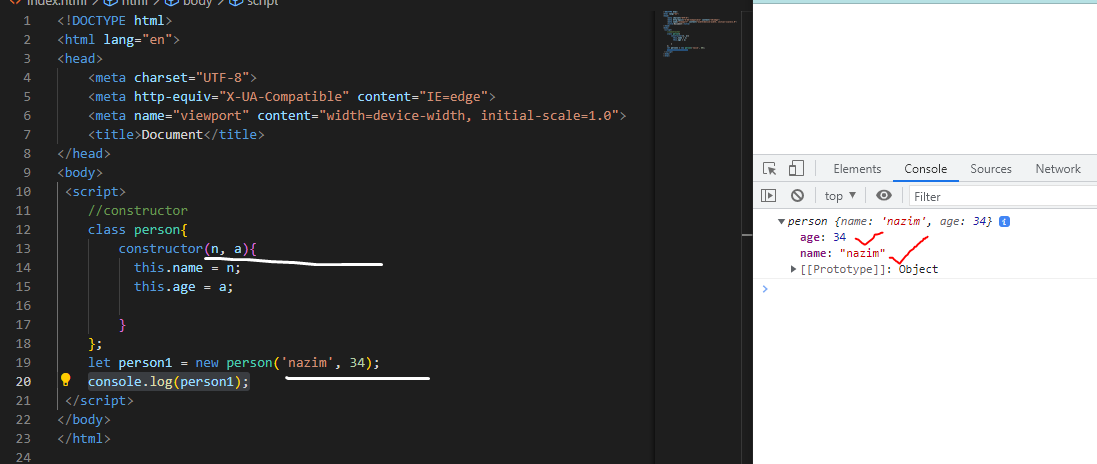 index.html > html > body > script
1 <!DOCTYPE html>
2 <html lang="en">
3 <head>
4 <meta charset="UTF-8">
5 <meta http-equiv="X-UA-Compatible" content="IE=edge">
6 <meta name="viewport" content="width=device-width, initial-scale=1.0">
7 <title>Document</title>
8 </head>
9 <body>
10 <script>
11 //constructor
12 class person{
13 constructor(n, a){
14 this.name = n;
15 this.age = a;
16
17 }
18 };
19 let person1 = new person('nazim', 34);
20 console.log(person1);
21 </script>
22 </body>
23 </html>
24
Elements Console Sources Network
top ▼ Filter
▼ person {name: 'nazim', age: 34} i
age: 34
name: "nazim"
▶ [[Prototype]]: Object
>